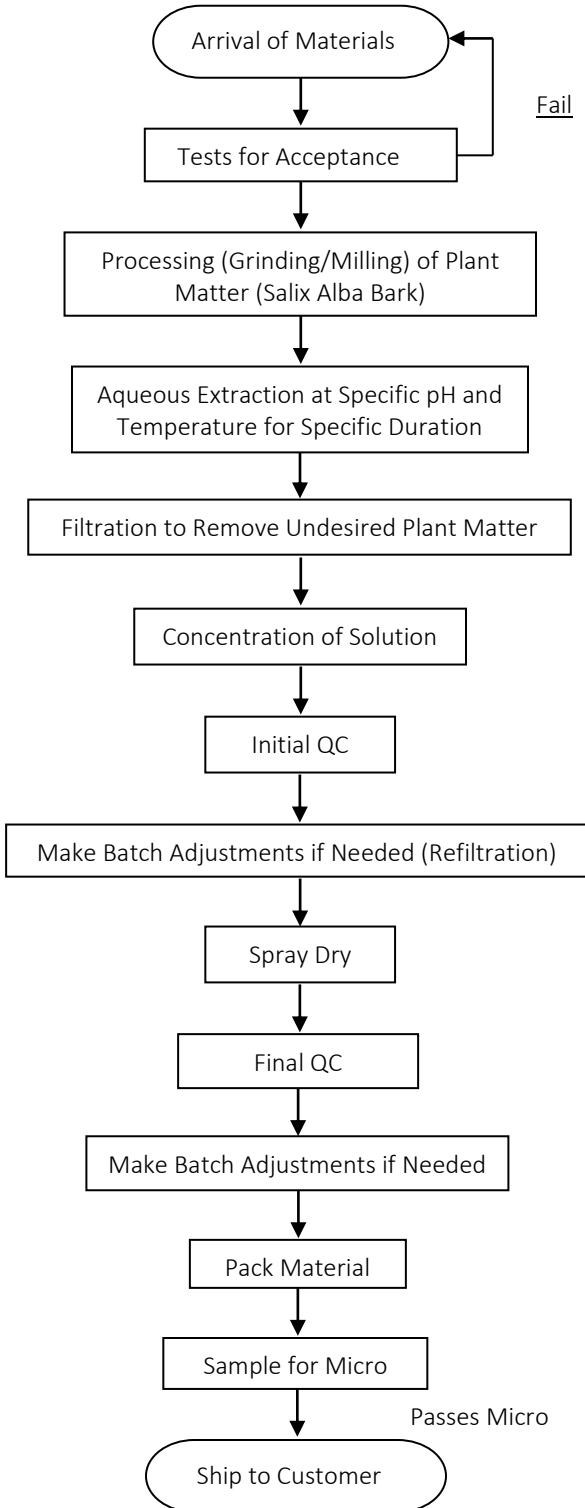 Arrival of Materials
Fail
Tests for Acceptance
Processing (Grinding/Milling) of Plant
Matter (Salix Alba Bark)
Aqueous Extraction at Specific pH and
Temperature for Specific Duration
Filtration to Remove Undesired Plant Matter
Concentration of Solution
Initial QC
Make Batch Adjustments if Needed (Refiltration)
Spray Dry
Final QC
Make Batch Adjustments if Needed
Pack Material
Sample for Micro
Passes Micro
Ship to Customer